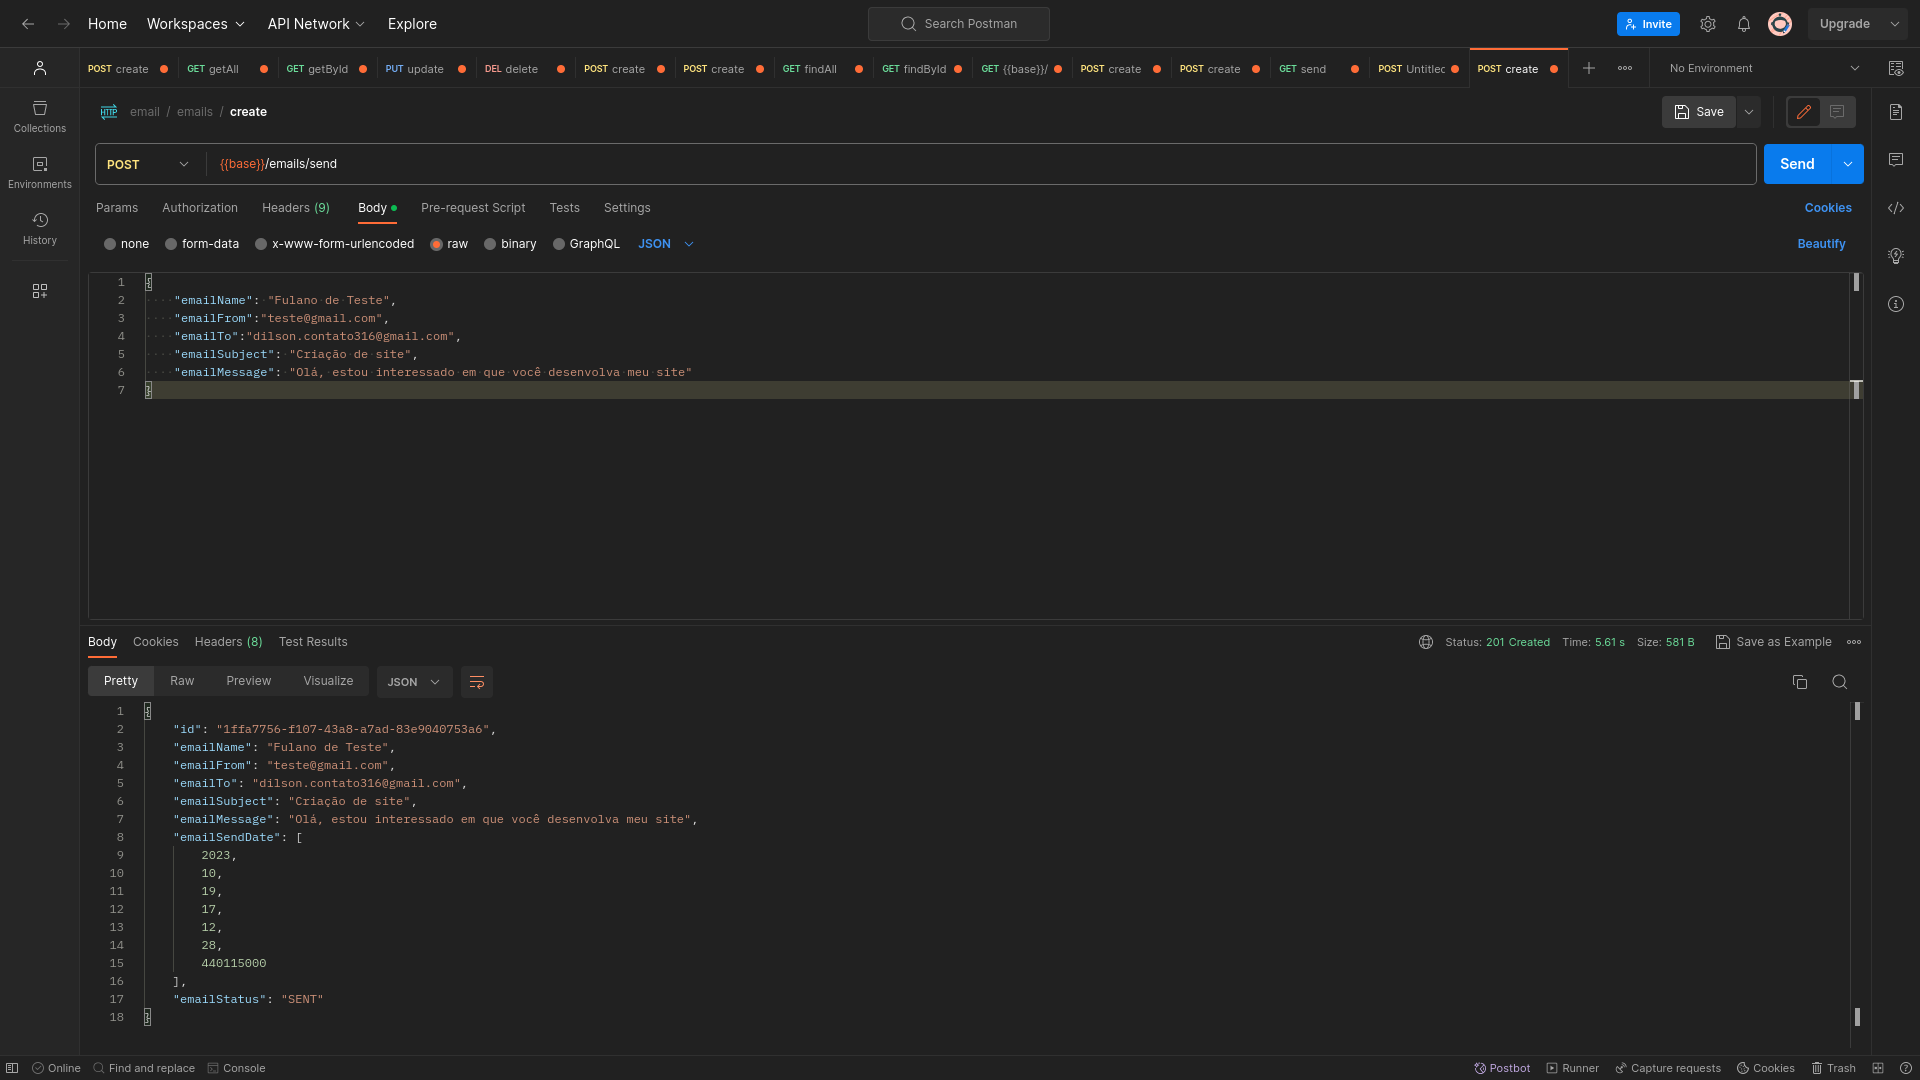 Home Workspaces API Network Explore Search Postman Invite Upgrade
POST create GET getAll GET getById PUT update DEL delete POST create POST create GET findAll GET findById GET {{base}}/ POST create POST create GET send POST Untitlec POST create No Environment
HTTP email / emails / create Save
Collections
Environments
History
POST {{base}}/emails/send Send
Params Authorization Headers (9) Body Pre-request Script Tests Settings Cookies
none form-data x-www-form-urlencoded raw binary GraphQL JSON Beautify
1 {
2 "emailName": "Fulano de Teste",
3 "emailFrom":"teste@gmail.com",
4 "emailTo":"dilson.contato316@gmail.com",
5 "emailSubject": "Criação de site",
6 "emailMessage": "Olá, estou interessado em que você desenvolva meu site"
7 }
Body Cookies Headers (8) Test Results Status: 201 Created Time: 5.61 s Size: 581 B Save as Example
Pretty Raw Preview Visualize JSON
1 {
2 "id": "1ffa7756-f107-43a8-a7ad-83e9040753a6",
3 "emailName": "Fulano de Teste",
4 "emailFrom": "teste@gmail.com",
5 "emailTo": "dilson.contato316@gmail.com",
6 "emailSubject": "Criação de site",
7 "emailMessage": "Olá, estou interessado em que você desenvolva meu site",
8 "emailSendDate": [
9 2023,
10 10,
11 19,
12 17,
13 12,
14 28,
15 440115000
16 ],
17 "emailStatus": "SENT"
18 }
Online Find and replace Console Postbot Runner Capture requests Cookies Trash